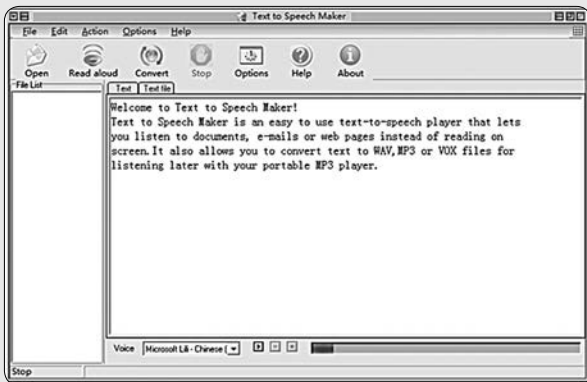 Text to Speech Maker
File Edit Action Options Help
Open Read aloud Convert Stop Options Help About
File List
Text Text file
Welcome to Text to Speech Maker!
Text to Speech Maker is an easy to use text-to-speech player that lets
you listen to documents, e-mails or web pages instead of reading on
screen.It also allows you to convert text to WAV,MP3 or VOX files for
listening later with your portable MP3 player.
Voice Microsoft Lili - Chinese (
Stop